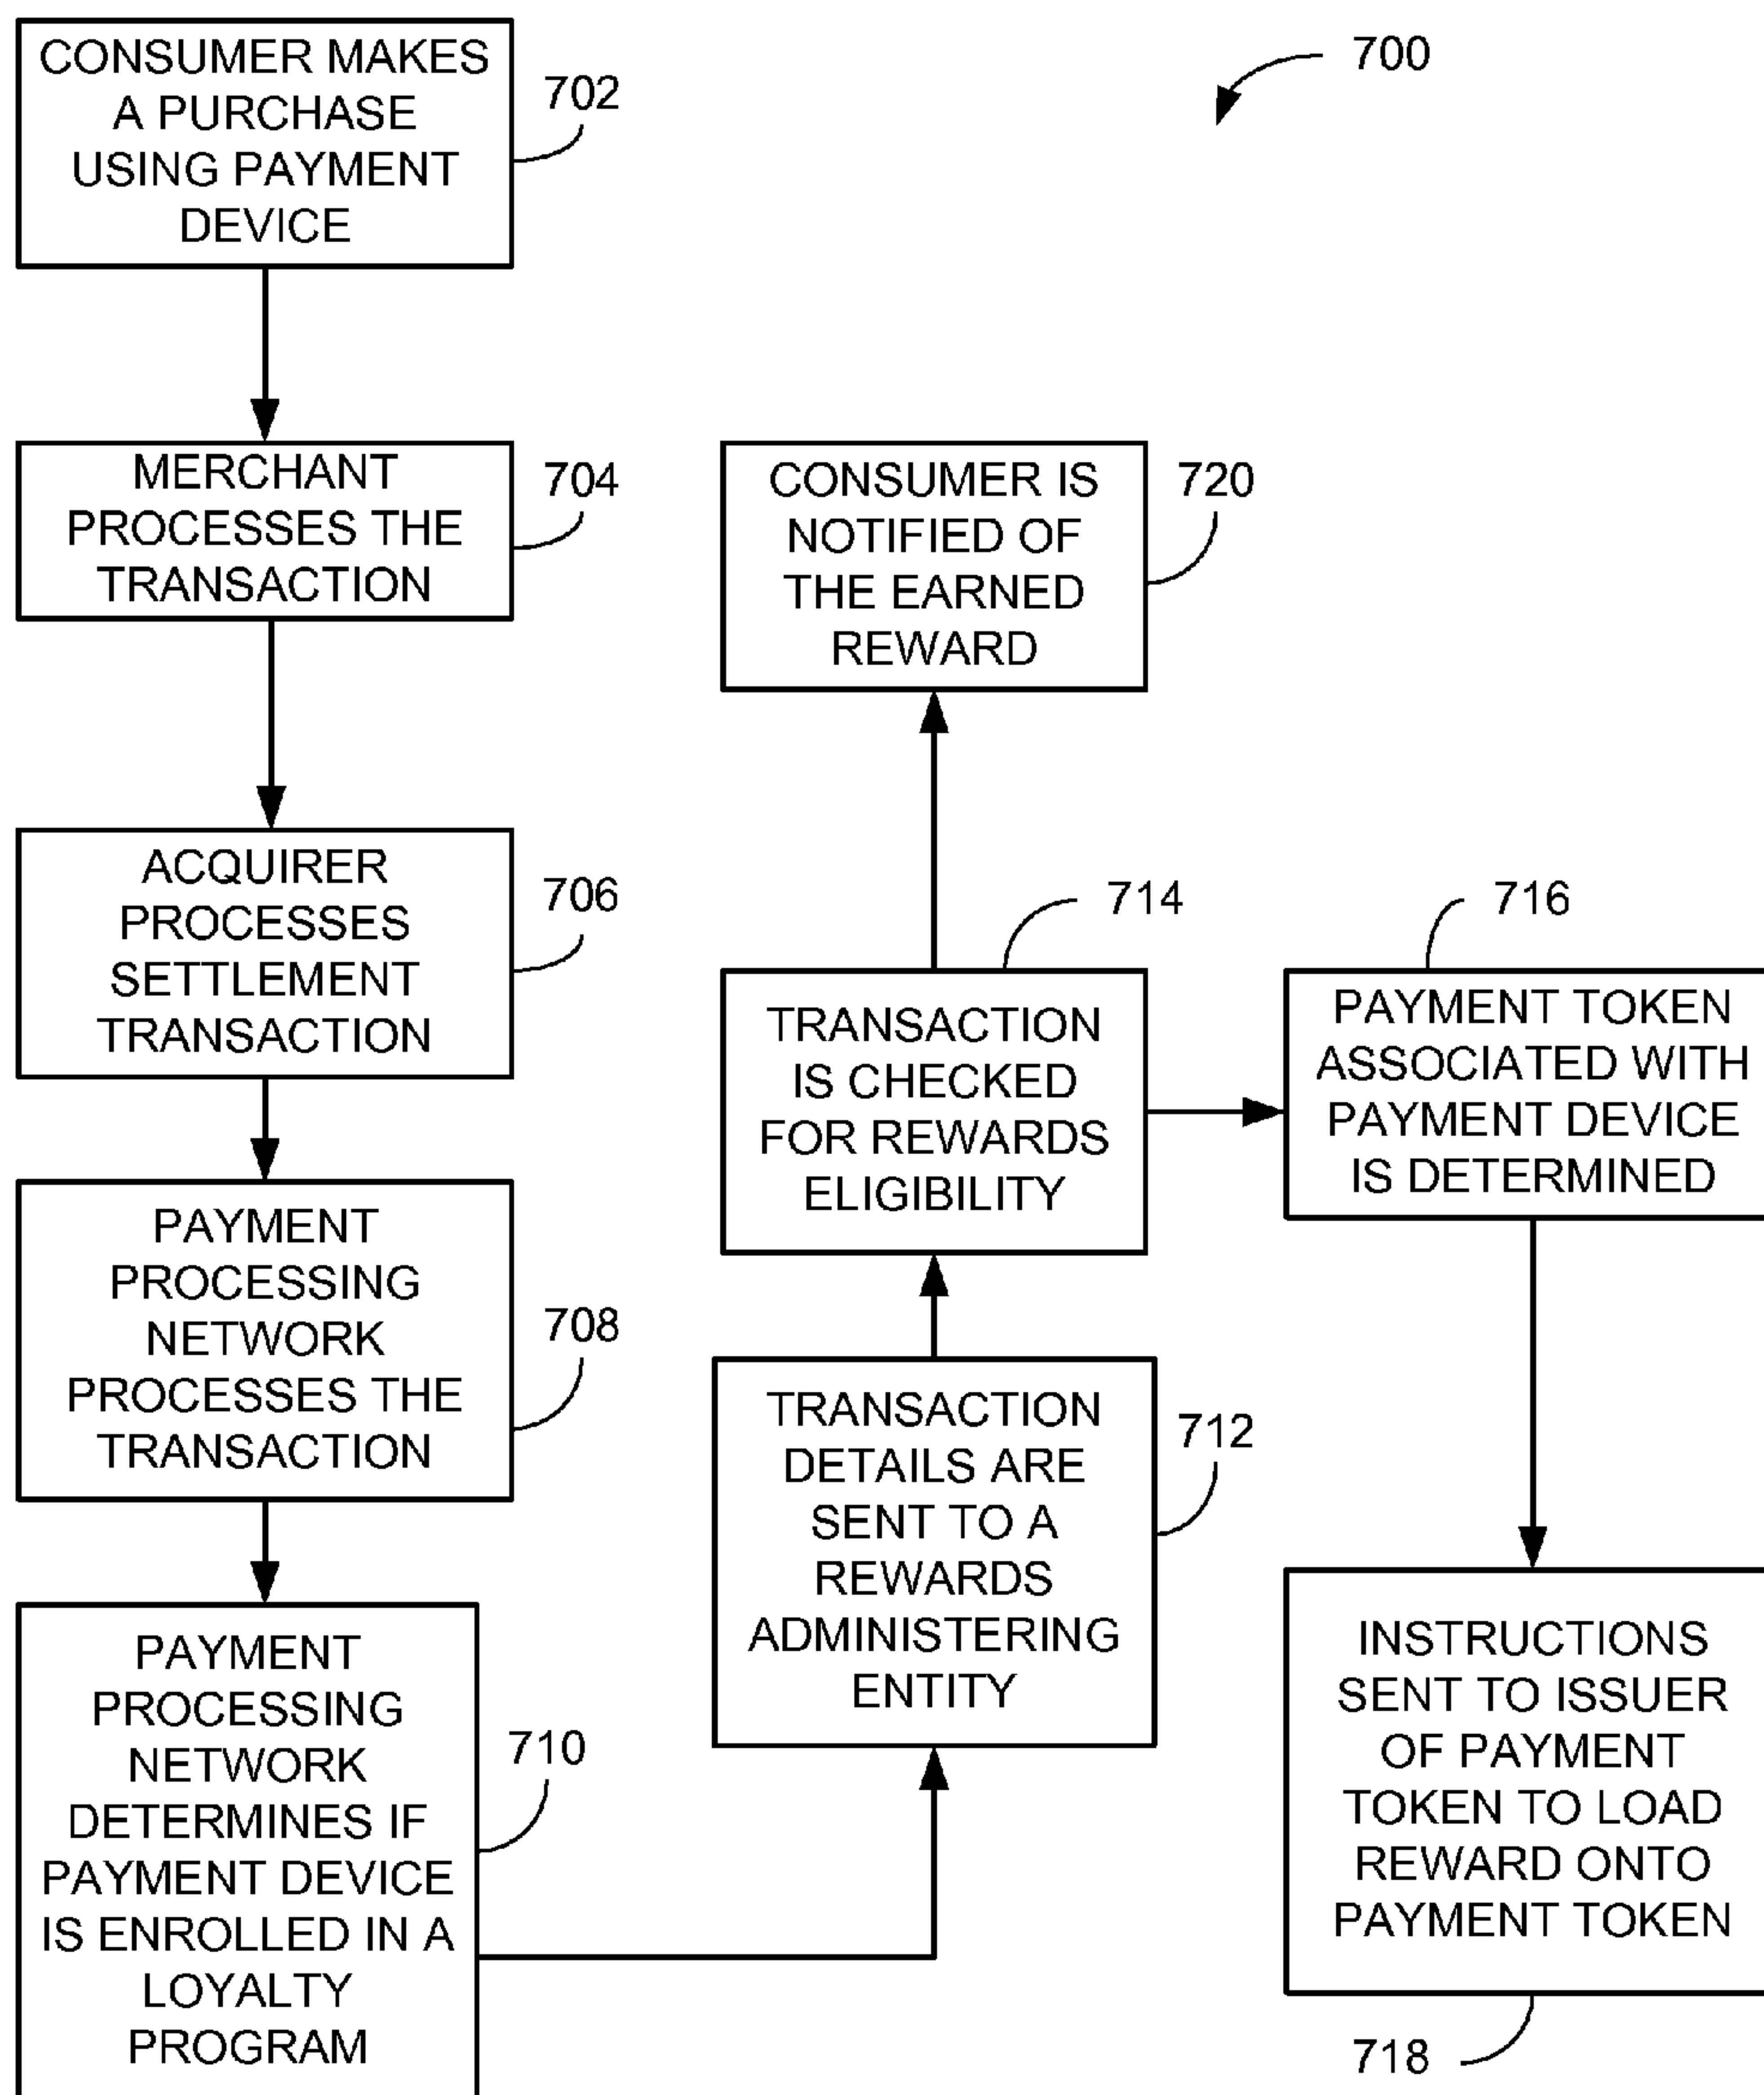 CONSUMER MAKES
A PURCHASE
USING PAYMENT
DEVICE
702
700
MERCHANT
PROCESSES THE
TRANSACTION
704
ACQUIRER
PROCESSES
SETTLEMENT
TRANSACTION
706
PAYMENT
PROCESSING
NETWORK
PROCESSES THE
TRANSACTION
708
PAYMENT
PROCESSING
NETWORK
DETERMINES IF
PAYMENT DEVICE
IS ENROLLED IN A
LOYALTY
PROGRAM
710
TRANSACTION
DETAILS ARE
SENT TO A
REWARDS
ADMINISTERING
ENTITY
712
TRANSACTION
IS CHECKED
FOR REWARDS
ELIGIBILITY
714
CONSUMER IS
NOTIFIED OF
THE EARNED
REWARD
720
PAYMENT TOKEN
ASSOCIATED WITH
PAYMENT DEVICE
IS DETERMINED
716
INSTRUCTIONS
SENT TO ISSUER
OF PAYMENT
TOKEN TO LOAD
REWARD ONTO
PAYMENT TOKEN
718